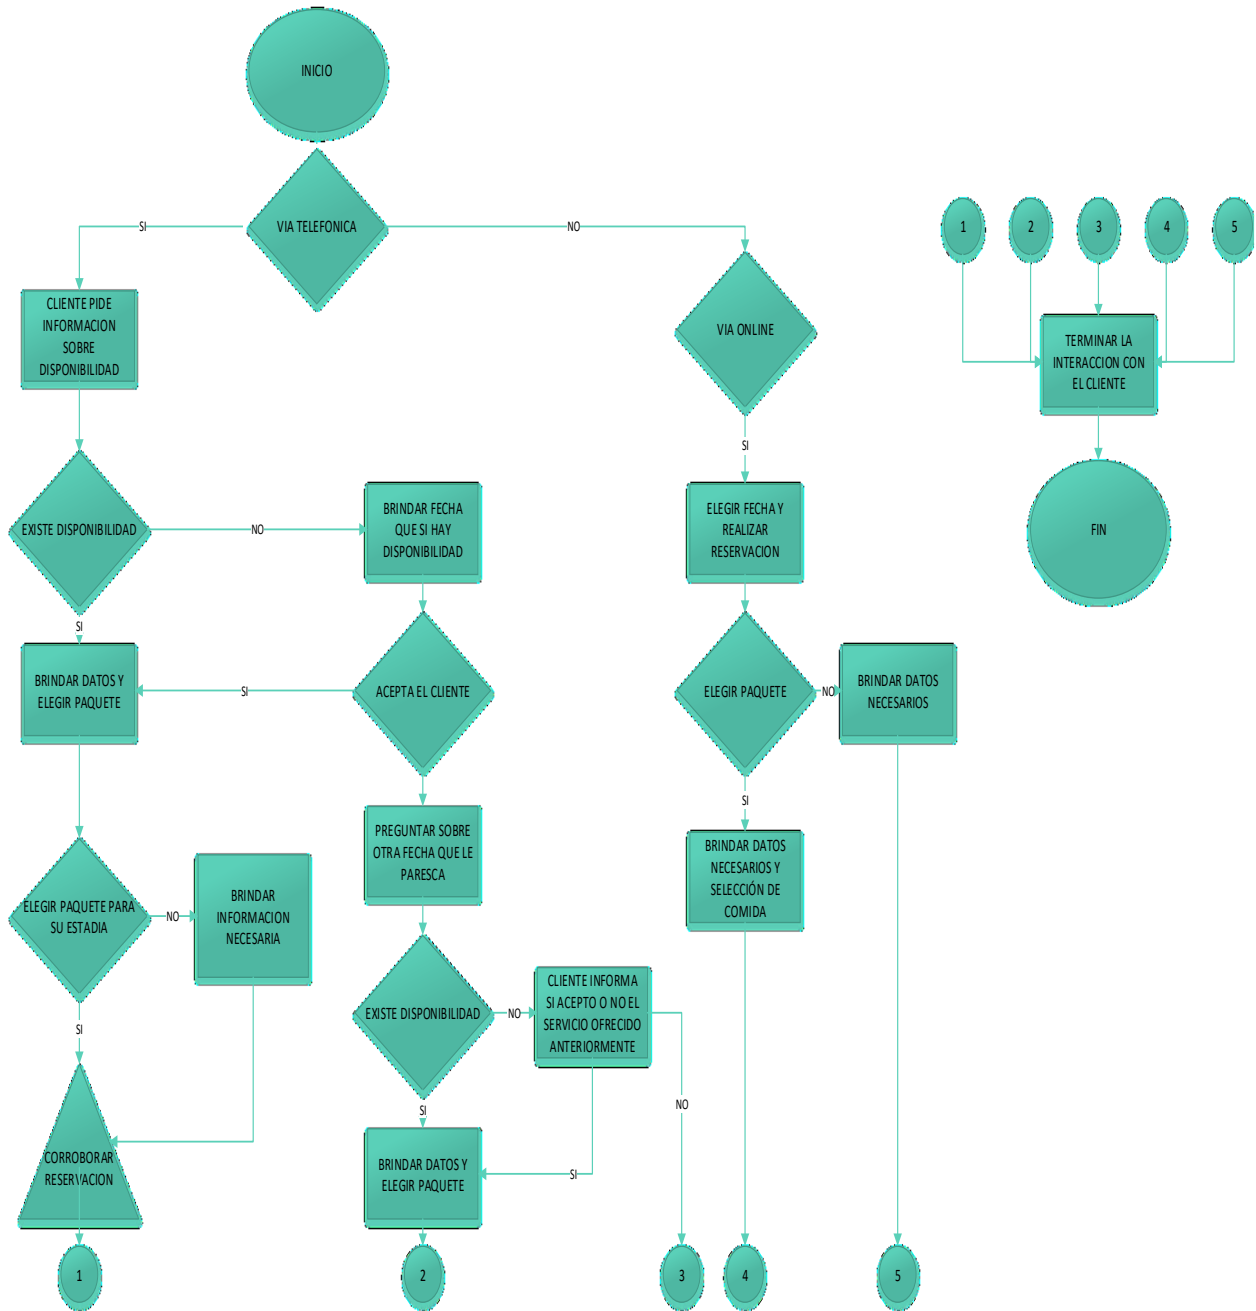 INICIO
VIA TELEFONICA
SI
NO
1
2
3
4
5
CLIENTE PIDE
INFORMACION
SOBRE
DISPONIBILIDAD
VIA ONLINE
TERMINAR LA
INTERACCION CON
EL CLIENTE
SI
EXISTE DISPONIBILIDAD
NO
BRINDAR FECHA
QUE SI HAY
DISPONIBILIDAD
ELEGIR FECHA Y
REALIZAR
RESERVACION
FIN
SI
BRINDAR DATOS Y
ELEGIR PAQUETE
SI
ACEPTA EL CLIENTE
ELEGIR PAQUETE
NO
BRINDAR DATOS
NECESARIOS
SI
PREGUNTAR SOBRE
OTRA FECHA QUE LE
PARESCA
BRINDAR DATOS
NECESARIOS Y
SELECCIÓN DE
COMIDA
ELEGIR PAQUETE PARA
SU ESTADIA
NO
BRINDAR
INFORMACION
NECESARIA
SI
EXISTE DISPONIBILIDAD
NO
CLIENTE INFORMA
SI ACEPTO O NO EL
SERVICIO OFRECIDO
ANTERIORMENTE
NO
SI
CORROBORAR
RESERVACION
BRINDAR DATOS Y
ELEGIR PAQUETE
SI
1
2
3
4
5